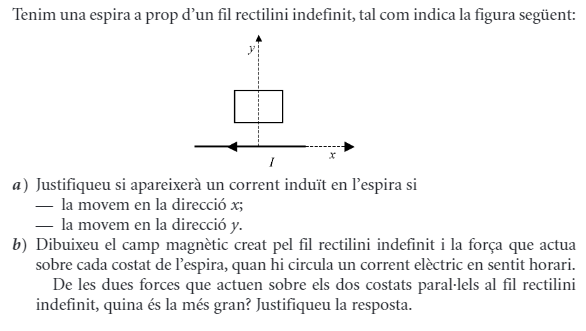 Tenim una espira a prop d'un fil rectilini indefinit, tal com indica la figura següent:
y
I
x
a) Justifiqueu si apareixerà un corrent induït en l'espira si
— la movem en la direcció x;
— la movem en la direcció y.
b) Dibuixeu el camp magnètic creat pel fil rectilini indefinit i la força que actua
sobre cada costat de l'espira, quan hi circula un corrent elèctric en sentit horari.
De les dues forces que actuen sobre els dos costats paral·lels al fil rectilini
indefinit, quina és la més gran? Justifiqueu la resposta.